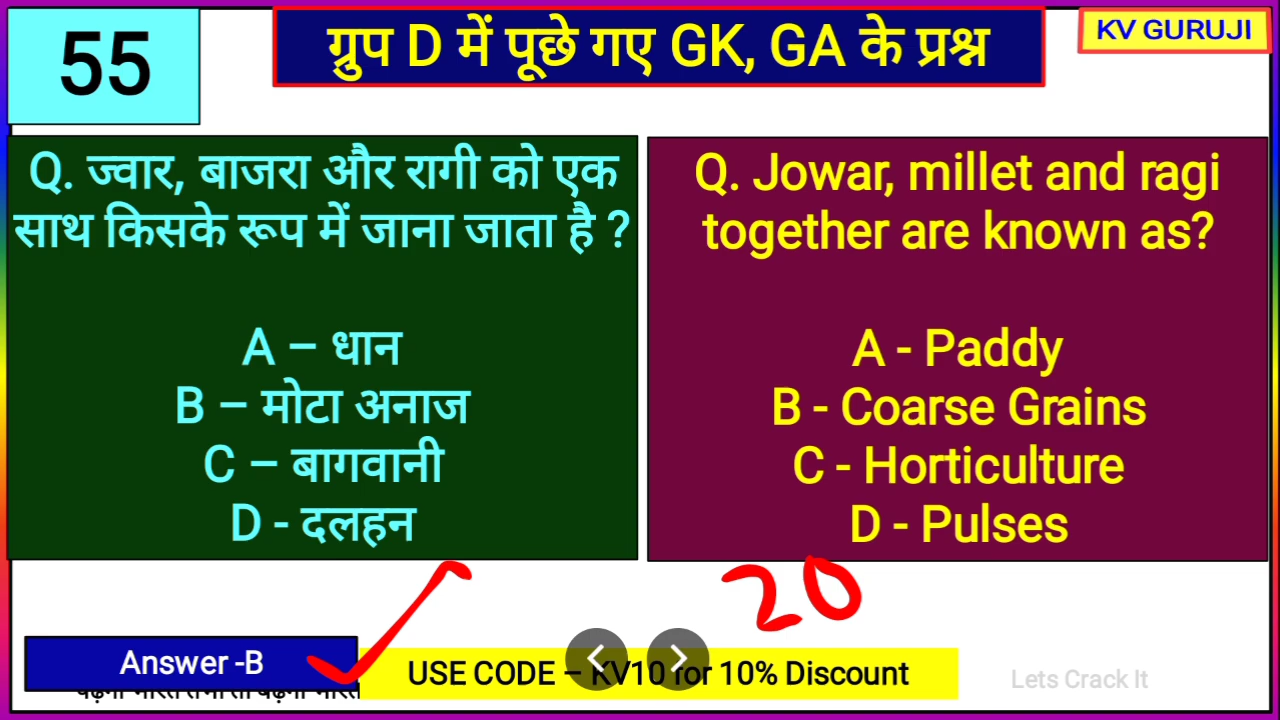 55
ग्रुप D में पूछे गए GK, GA के प्रश्न
KV GURUJI
Q. ज्वार, बाजरा और रागी को एक
साथ किसके रूप में जाना जाता है ?
A – धान
B – मोटा अनाज
C – बागवानी
D - दलहन
Q. Jowar, millet and ragi
together are known as?
A - Paddy
B - Coarse Grains
C - Horticulture
D - Pulses
20
Answer -B
USE CODE – KV10 for 10% Discount
Lets Crack It